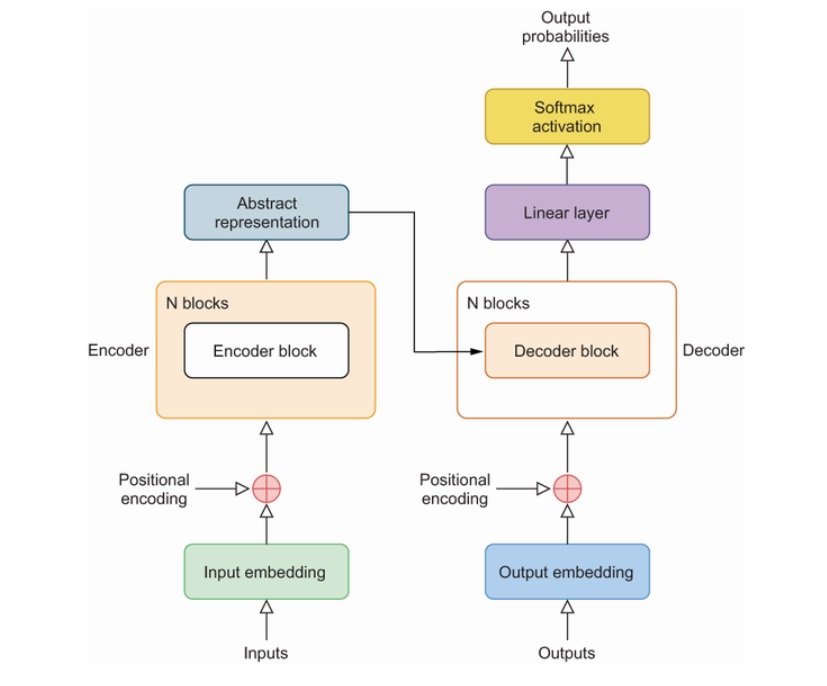 Output
probabilities
Softmax
activation
Abstract
representation
Linear layer
N blocks
N blocks
Encoder
Encoder block
Decoder block
Decoder
Positional
encoding
Positional
encoding
Input embedding
Output embedding
Inputs
Outputs